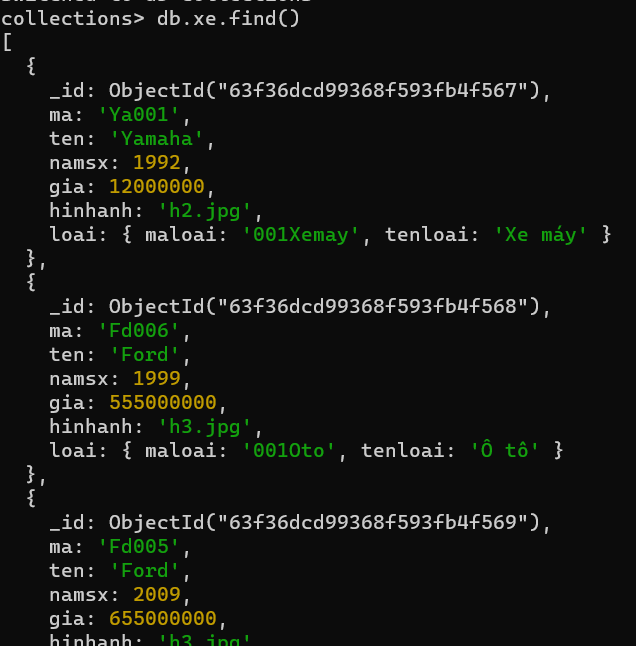 collections> db.xe.find()
[
  {
    _id: ObjectId("63f36dcd99368f593fb4f567"),
    ma: 'Ya001',
    ten: 'Yamaha',
    namsx: 1992,
    gia: 12000000,
    hinhanh: 'h2.jpg',
    loai: { maloai: '001Xemay', tenloai: 'Xe máy' }
  },
  {
    _id: ObjectId("63f36dcd99368f593fb4f568"),
    ma: 'Fd006',
    ten: 'Ford',
    namsx: 1999,
    gia: 555000000,
    hinhanh: 'h3.jpg',
    loai: { maloai: '001Oto', tenloai: 'Ô tô' }
  },
  {
    _id: ObjectId("63f36dcd99368f593fb4f569"),
    ma: 'Fd005',
    ten: 'Ford',
    namsx: 2009,
    gia: 655000000,
    hinhanh: 'h3.jpg'